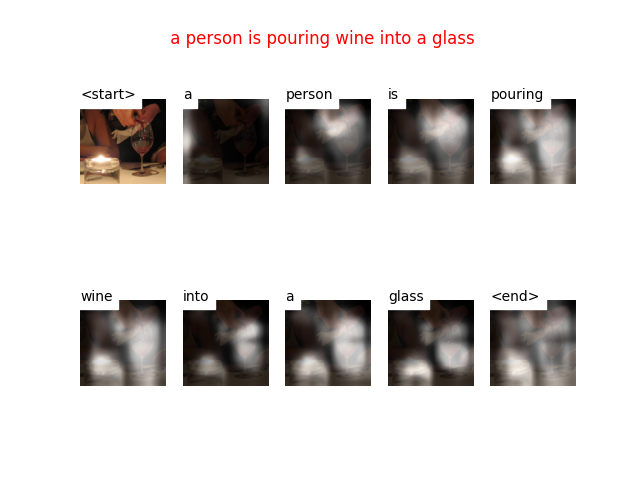 a person is pouring wine into a glass
<start> a person is pouring
wine into a glass <end>